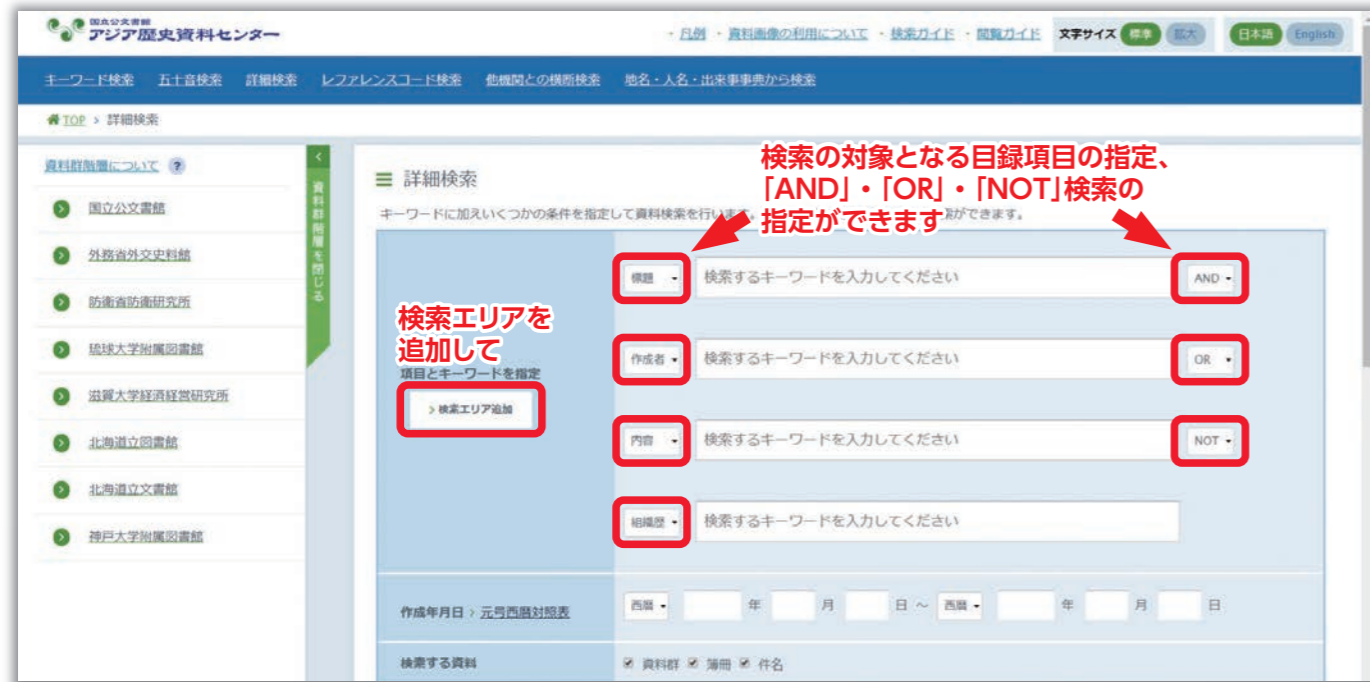 国立公文書館
アジア歴史資料センター
・凡例 ・資料画像の利用について ・検索ガイド ・閲覧ガイド 文字サイズ 標準 拡大 日本語 English
キーワード検索 五十音検索 詳細検索 レファレンスコード検索 他機関との横断検索 地名・人名・出来事事典から検索
TOP > 詳細検索
資料群階層について ?
国立公文書館
外務省外交史料館
防衛省防衛研究所
琉球大学附属図書館
滋賀大学経済経営研究所
北海道立図書館
北海道立文書館
神戸大学附属図書館
資料群階層を閉じる
詳細検索
検索の対象となる目録項目の指定、
「AND」・「OR」・「NOT」検索の
指定ができます
キーワードに加えいくつかの条件を指定して資料検索を行います。
ができます。
検索エリアを
追加して
項目とキーワードを指定
>検索エリア追加
標題 検索するキーワードを入力してください AND
作成者 検索するキーワードを入力してください OR
内容 検索するキーワードを入力してください NOT
組織歴 検索するキーワードを入力してください
作成年月日 > 元号西暦対照表 西暦 年 月 日 ~ 西暦 年 月 日
検索する資料 資料群 簿冊 件名